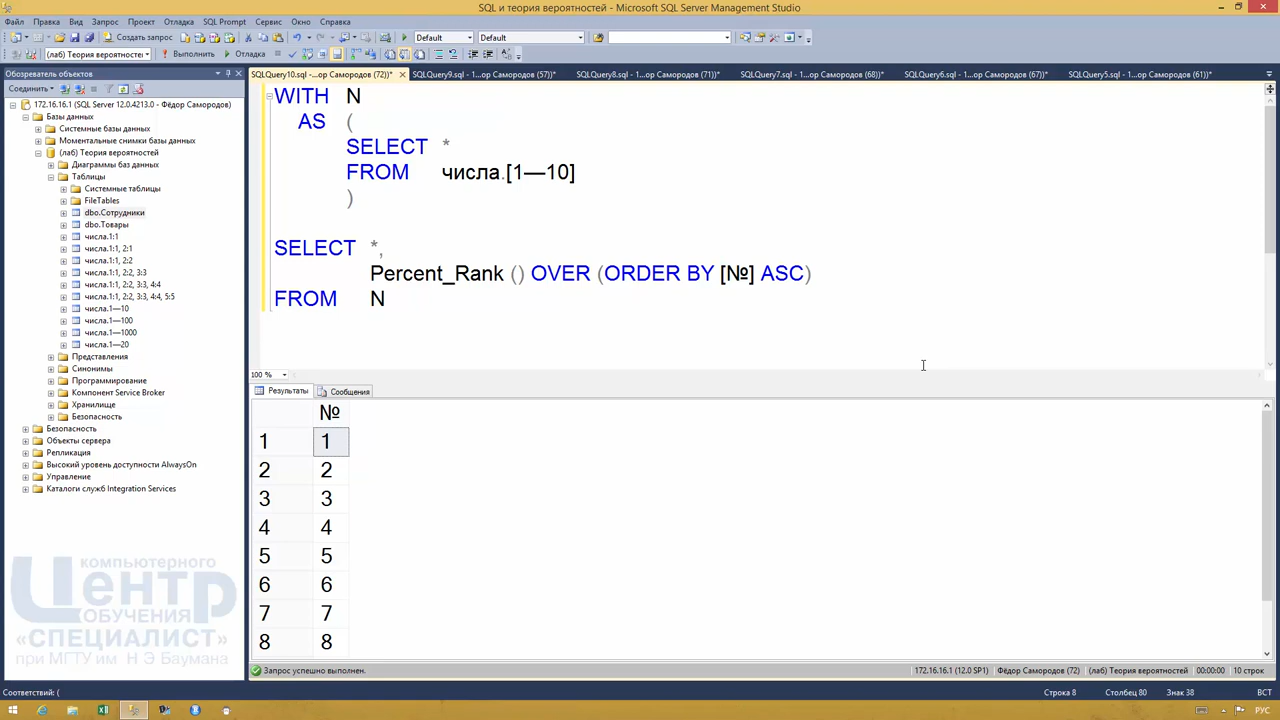 SQL и теория вероятностей - Microsoft SQL Server Management Studio
Файл Правка Вид Запрос Проект Отладка SQL Prompt Сервис Окно Справка
Создать запрос Default Default
(лаб) Теория вероятносте Выполнить Отладка
Обозреватель объектов
SQLQuery10.sql -...ор Самородов (72))* SQLQuery9.sql -...ор Самородов (57))* SQLQuery8.sql -...ор Самородов (71))* SQLQuery7.sql -...ор Самородов (68))* SQLQuery6.sql -...ор Самородов (67))* SQLQuery5.sql -...ор Самородов (61))*
Соединить
172.16.16.1 (SQL Server 12.0.4213.0 - Фёдор Самородов)
Базы данных
Системные базы данных
Моментальные снимки базы данных
(лаб) Теория вероятностей
Диаграммы баз данных
Таблицы
Системные таблицы
FileTables
dbo.Сотрудники
dbo.Товары
числа.1:1
числа.1:1, 2:1
числа.1:1, 2:2
числа.1:1, 2:2, 3:3
числа.1:1, 2:2, 3:3, 4:4
числа.1:1, 2:2, 3:3, 4:4, 5:5
числа.1—10
числа.1—100
числа.1—1000
числа.1—20
Представления
Синонимы
Программирование
Компонент Service Broker
Хранилище
Безопасность
Безопасность
Объекты сервера
Репликация
Высокий уровень доступности AlwaysOn
Управление
Каталоги служб Integration Services
WITH N
AS (
SELECT *
FROM числа.[1—10]
)
SELECT *,
Percent_Rank () OVER (ORDER BY [№] ASC)
FROM N
100 %
Результаты Сообщения
№
1 1
2 2
3 3
4 4
5 5
6 6
7 7
8 8
компьютерного
Центр
ОБУЧЕНИЯ
«СПЕЦИАЛИСТ»
при МГТУ им Н Э Баумана
Запрос успешно выполнен. 172.16.16.1 (12.0 SP1) Фёдор Самородов (72) (лаб) Теория вероятностей 00:00:00 10 строк
Соответствий: ( Строка 8 Столбец 80 Знак 38 ВСТ
РУС